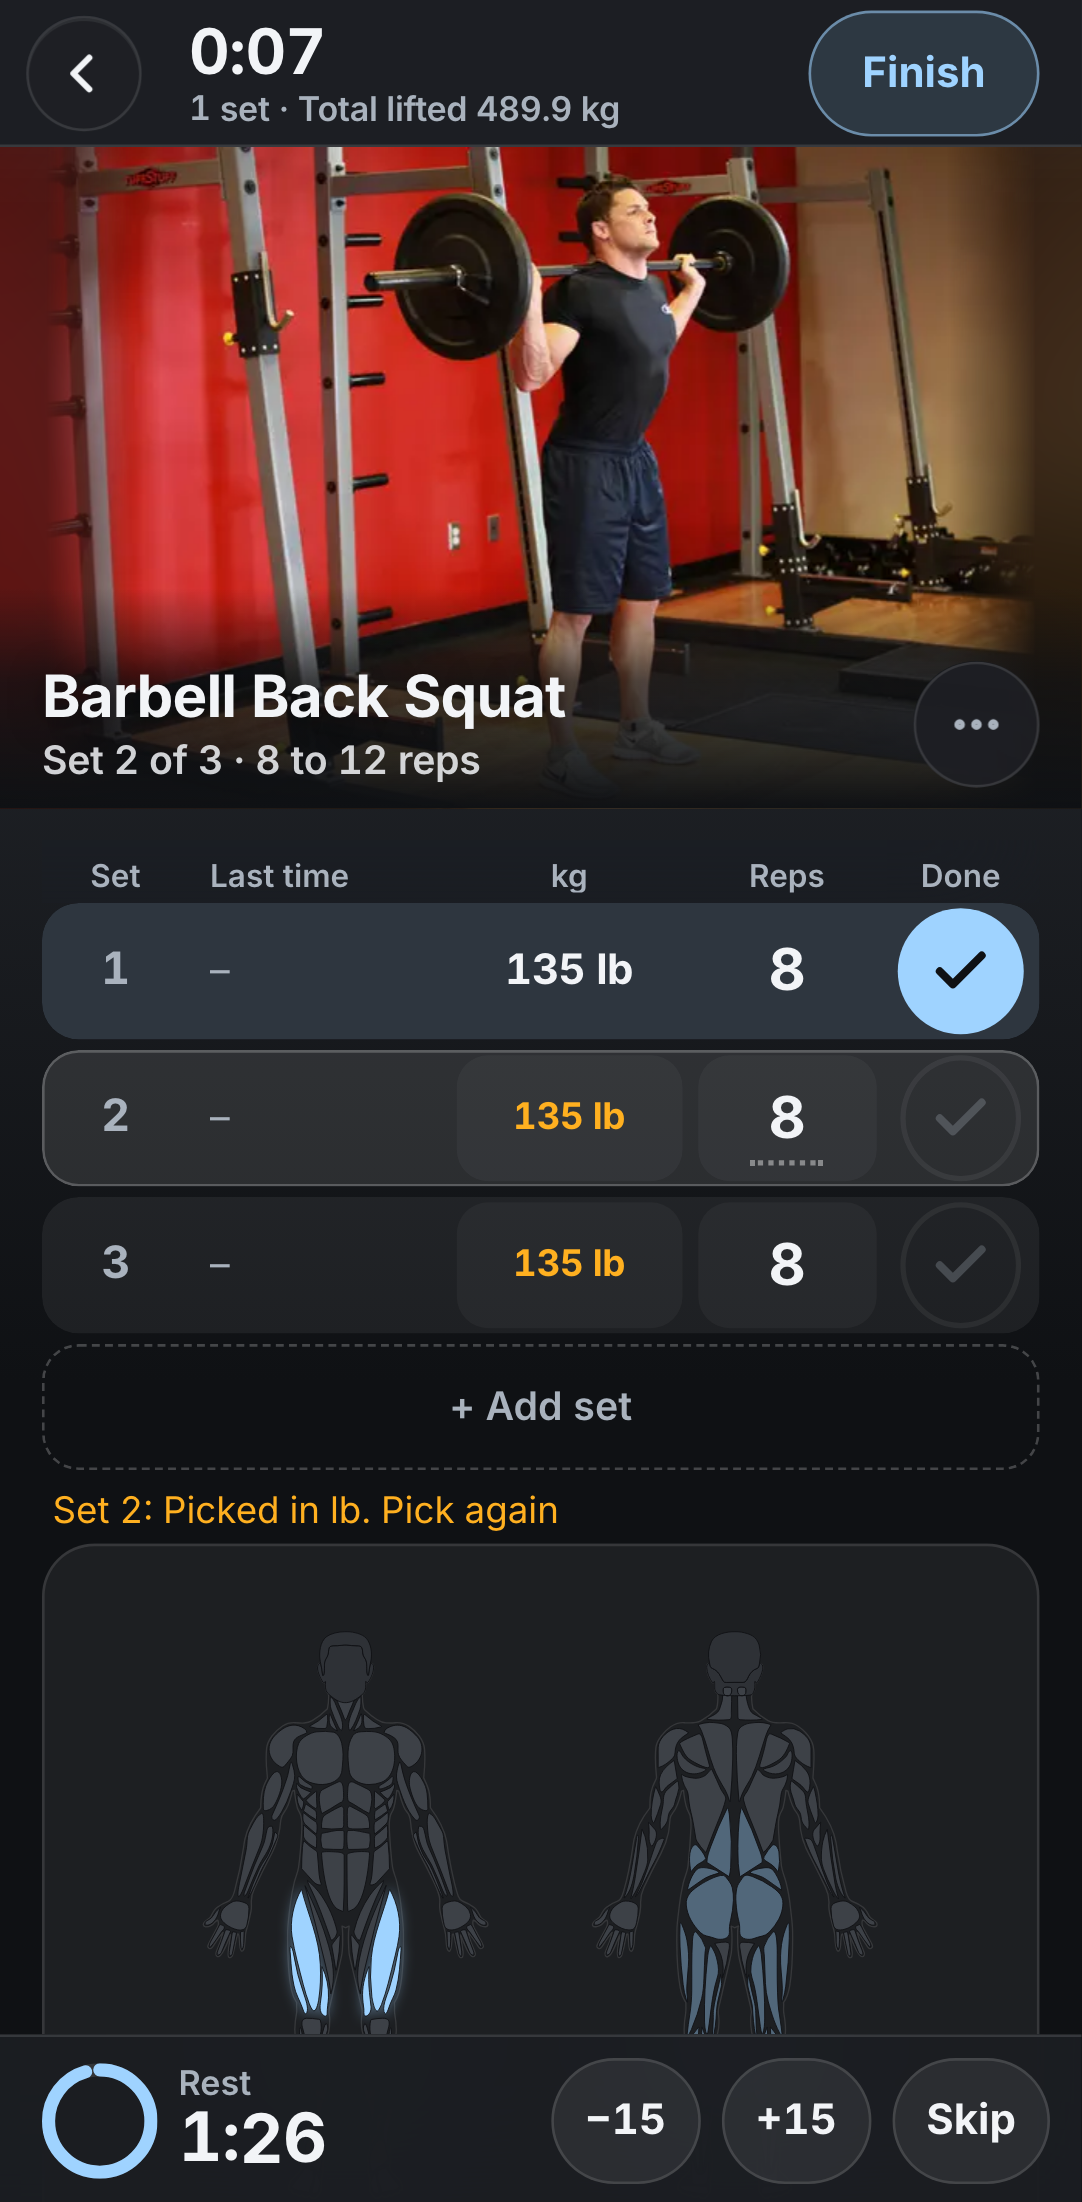 0:07
1 set · Total lifted 489.9 kg
Finish
Barbell Back Squat
Set 2 of 3 · 8 to 12 reps
Set Last time kg Reps Done
1 – 135 lb 8
2 – 135 lb 8
3 – 135 lb 8
+ Add set
Set 2: Picked in lb. Pick again
Rest
1:26
−15 +15 Skip